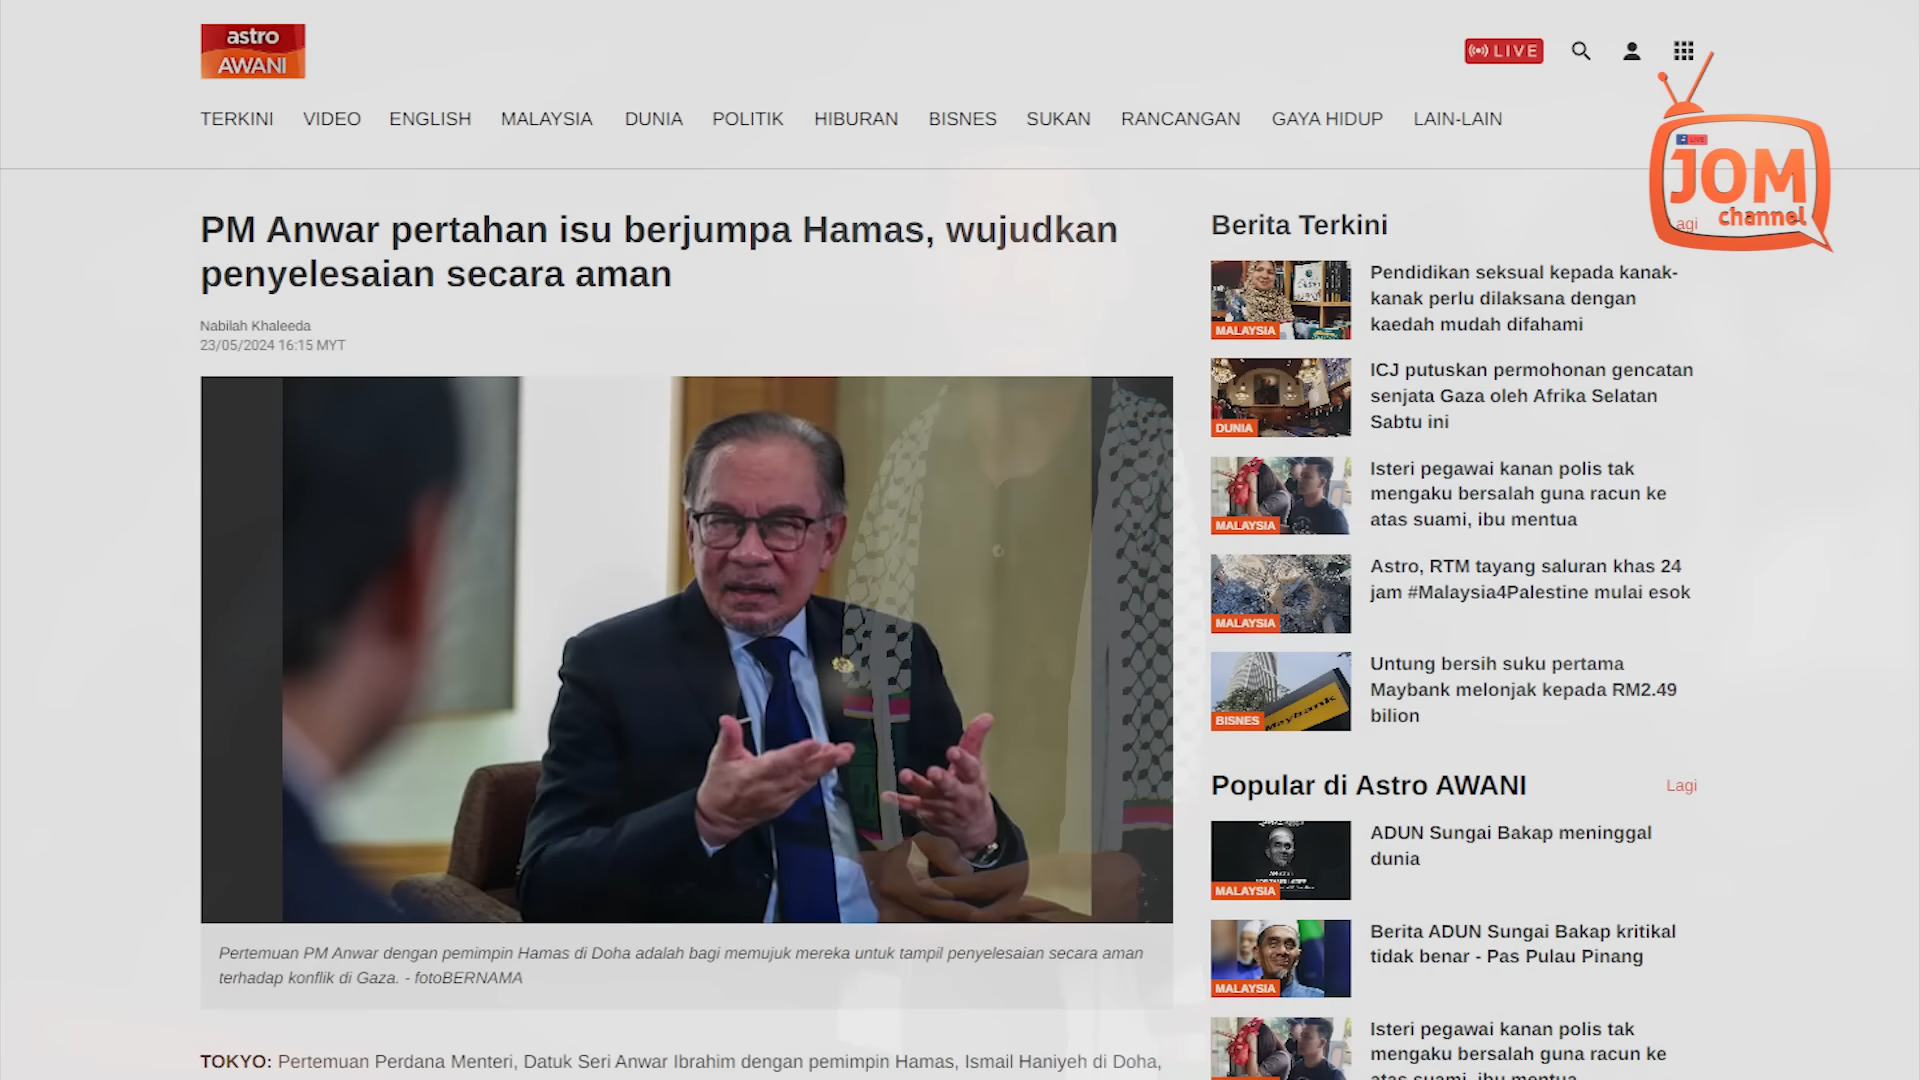 astro
AWANI
LIVE
TERKINI VIDEO ENGLISH MALAYSIA DUNIA POLITIK HIBURAN BISNES SUKAN RANCANGAN GAYA HIDUP LAIN-LAIN
LIVE
JOM
channel
PM Anwar pertahan isu berjumpa Hamas, wujudkan
penyelesaian secara aman
Nabilah Khaleeda
23/05/2024 16:15 MYT
Pertemuan PM Anwar dengan pemimpin Hamas di Doha adalah bagi memujuk mereka untuk tampil penyelesaian secara aman
terhadap konflik di Gaza. - fotoBERNAMA
TOKYO: Pertemuan Perdana Menteri, Datuk Seri Anwar Ibrahim dengan pemimpin Hamas, Ismail Haniyeh di Doha,
Berita Terkini
agi
MALAYSIA
Pendidikan seksual kepada kanak-
kanak perlu dilaksana dengan
kaedah mudah difahami
DUNIA
ICJ putuskan permohonan gencatan
senjata Gaza oleh Afrika Selatan
Sabtu ini
MALAYSIA
Isteri pegawai kanan polis tak
mengaku bersalah guna racun ke
atas suami, ibu mentua
MALAYSIA
Astro, RTM tayang saluran khas 24
jam #Malaysia4Palestine mulai esok
Maybank
BISNES
Untung bersih suku pertama
Maybank melonjak kepada RM2.49
bilion
Popular di Astro AWANI
Lagi
MALAYSIA
ADUN Sungai Bakap meninggal
dunia
MALAYSIA
Berita ADUN Sungai Bakap kritikal
tidak benar - Pas Pulau Pinang
Isteri pegawai kanan polis tak
mengaku bersalah guna racun ke
atas suami, ibu mentua